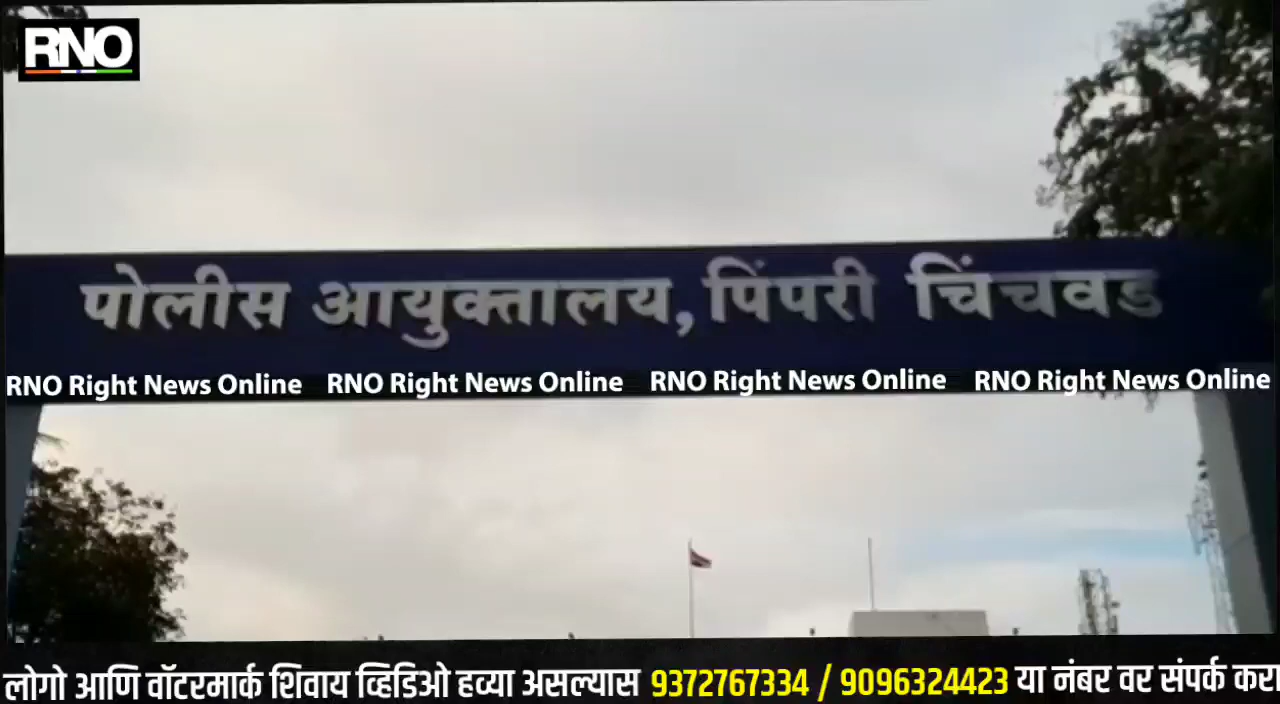 RNO
पोलीस आयुक्तालय, पिंपरी चिंचवड
RNO Right News Online RNO Right News Online RNO Right News Online RNO Right News Online
लोगो आणि वॉटरमार्क शिवाय व्हिडिओ हव्या असल्यास 9372767334 / 9096324423 या नंबर वर संपर्क करा